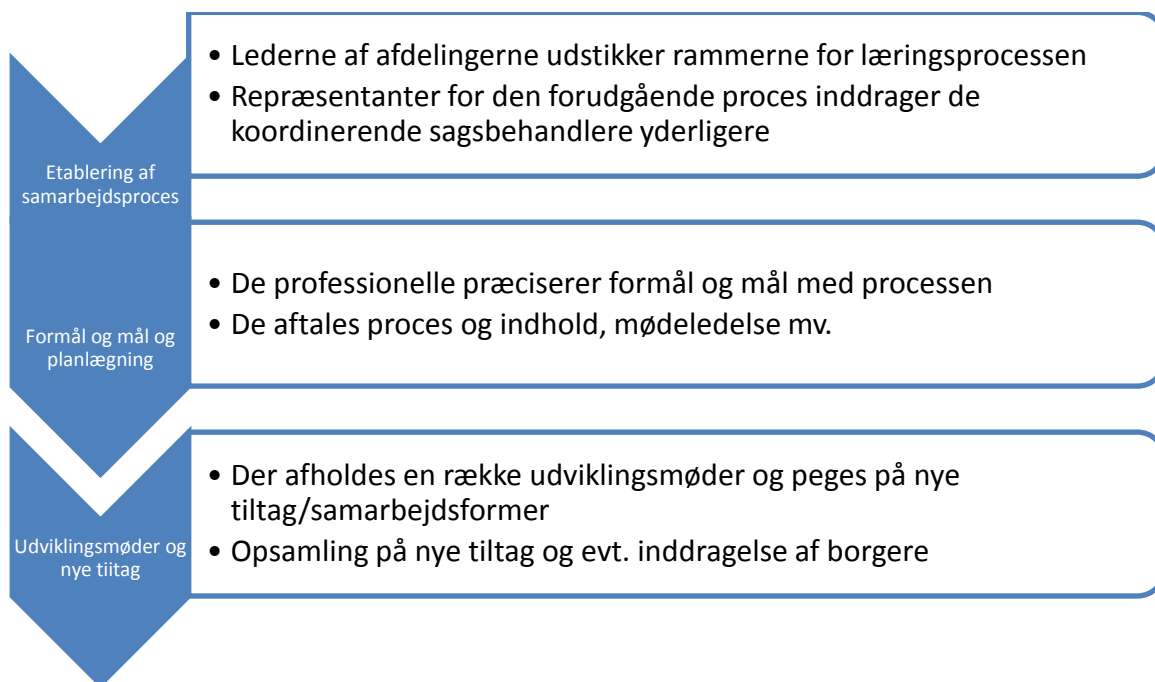 • Lederne af afdelingerne udstikker rammerne for læringsprocessen
• Repræsentanter for den forudgående proces inddrager de
koordinerende sagsbehandlere yderligere
Etablering af
samarbejdsproces
• De professionelle præciserer formål og mål med processen
• De aftales proces og indhold, mødeledelse mv.
Formål og mål og
planlægning
• Der afholdes en række udviklingsmøder og peges på nye
tiltag/samarbejdsformer
• Opsamling på nye tiltag og evt. inddragelse af borgere
Udviklingsmøder og
nye tiltag